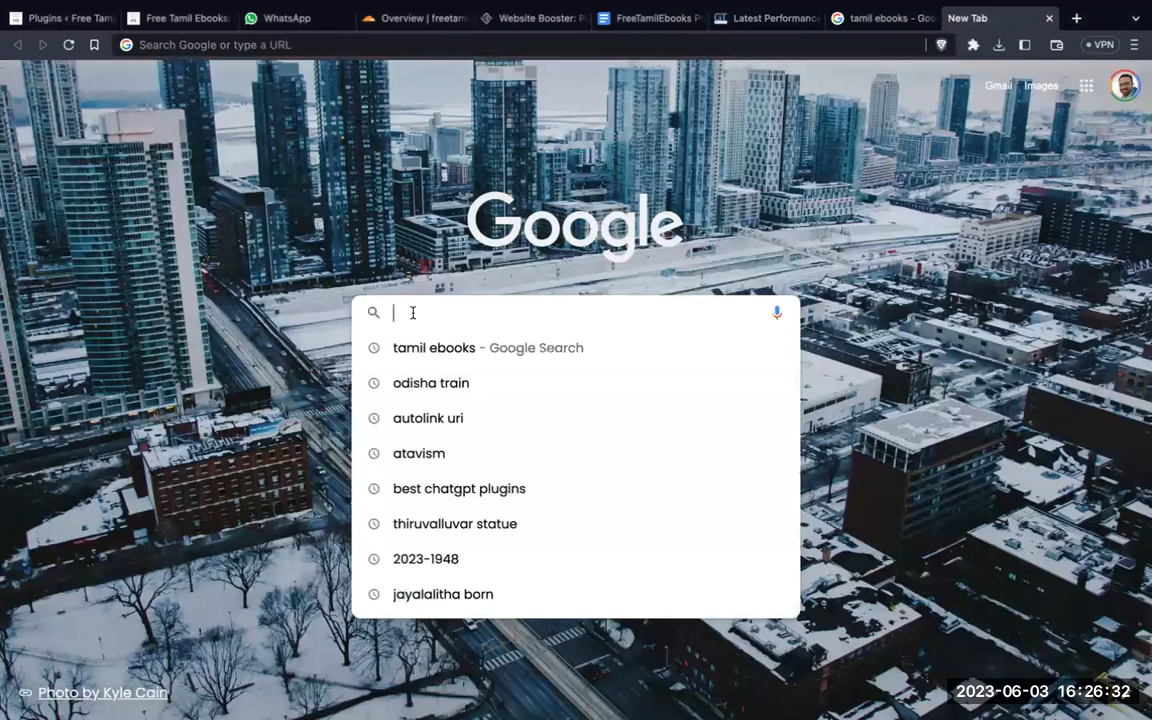 Plugins < Free Tam
Free Tamil Ebooks:
WhatsApp
Overview | freetam
Website Booster: P
FreeTamilEbooks P
GT Latest Performanc
tamil ebooks - Goo
New Tab
Search Google or type a URL
VPN
Gmail Images
Google
tamil ebooks - Google Search
odisha train
autolink uri
atavism
best chatgpt plugins
thiruvalluvar statue
2023-1948
jayalalitha born
Photo by Kyle Cain
2023-06-03 16:26:32